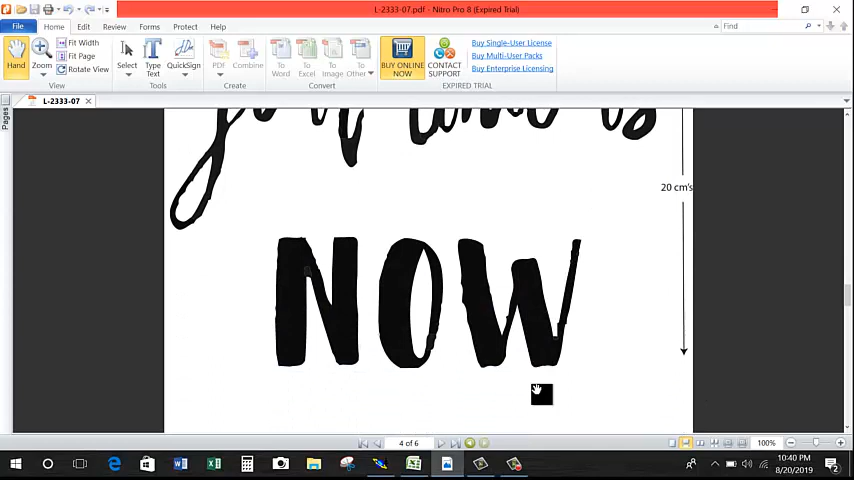 L-2333-07.pdf - Nitro Pro 8 (Expired Trial)
File Home Edit Review Forms Protect Help
Find
Hand
Zoom
Fit Width
Fit Page
Rotate View
View
Select
Type Text
QuickSign
Tools
PDF
Combine
Create
To Word
To Excel
To Image
To Other
Convert
BUY ONLINE NOW
CONTACT SUPPORT
Buy Single-User License
Buy Multi-User Packs
Buy Enterprise Licensing
EXPIRED TRIAL
L-2333-07
Pages
is
20 cm's
NOW
4 of 6
100%
10:40 PM
8/20/2019
2